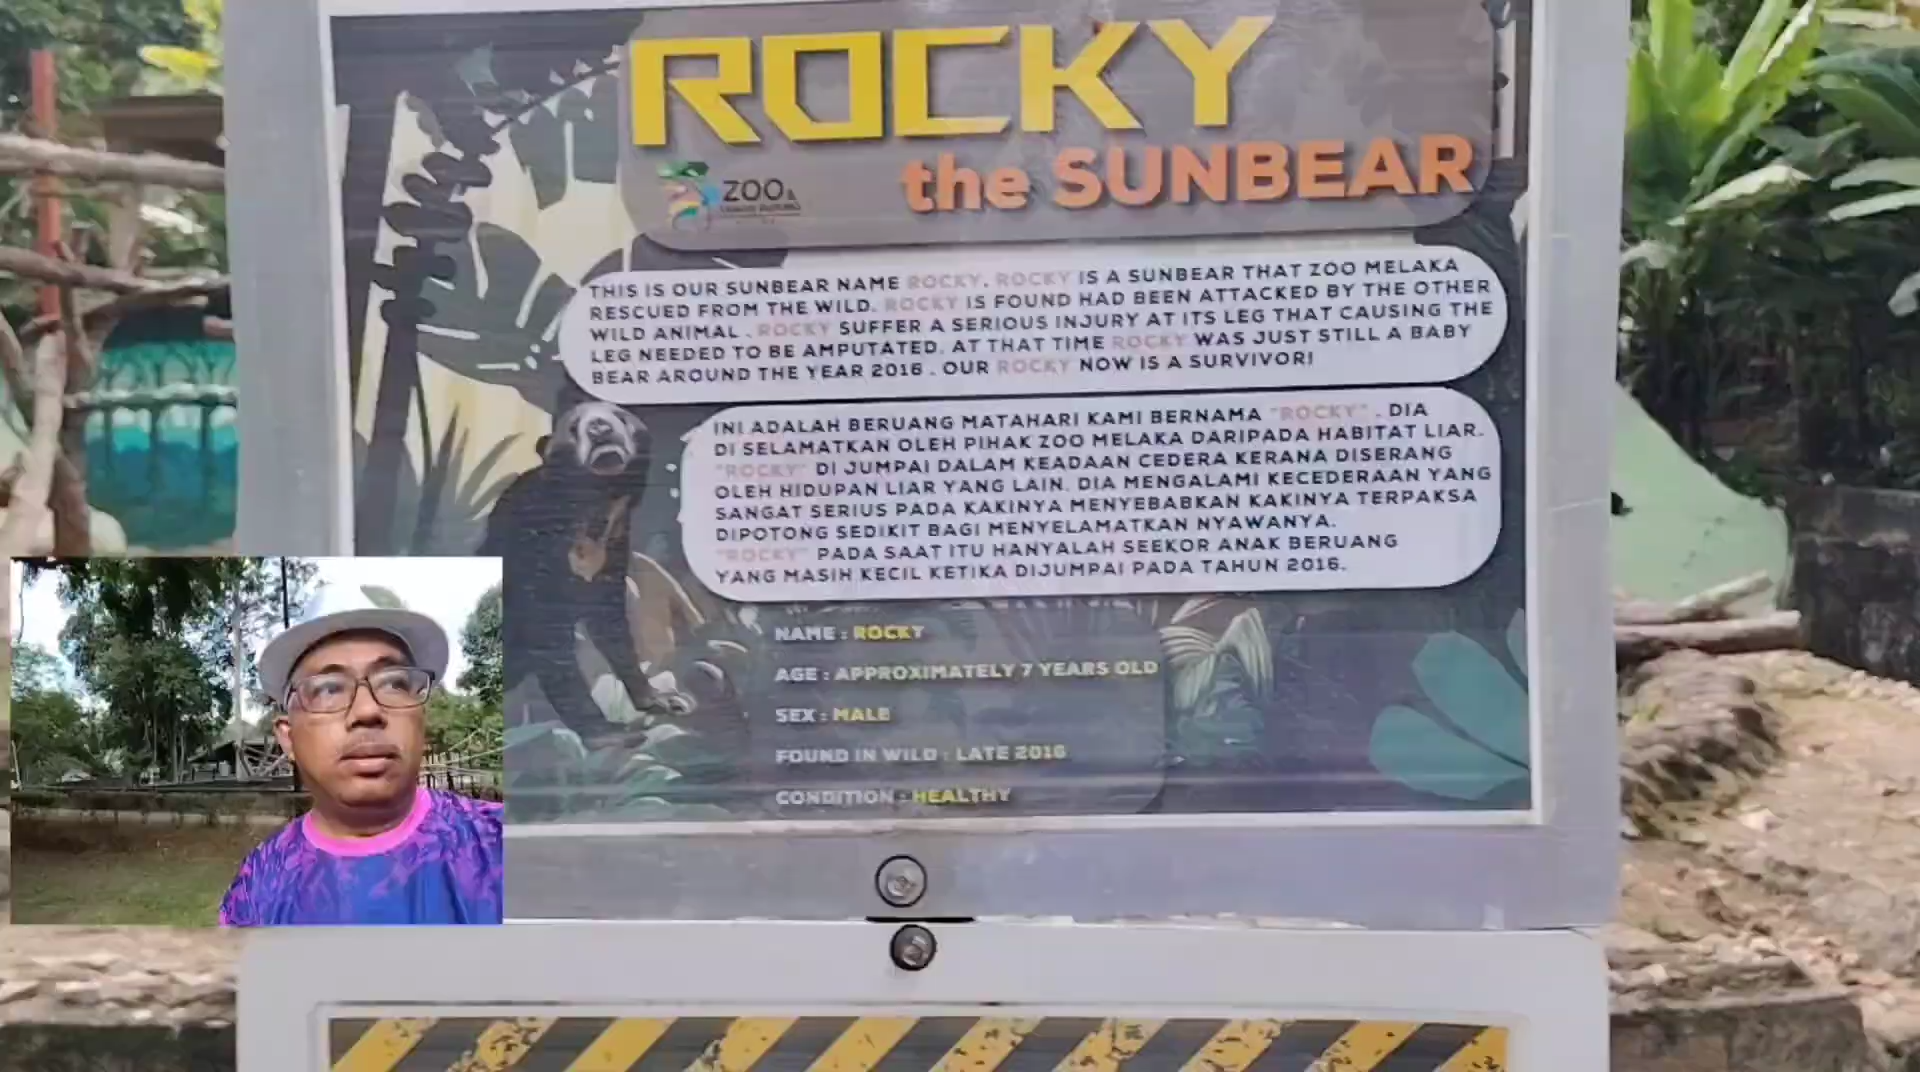 ROCKY
the SUNBEAR
ZOO&
THIS IS OUR SUNBEAR NAME ROCKY. ROCKY IS A SUNBEAR THAT ZOO MELAKA
RESCUED FROM THE WILD. ROCKY IS FOUND HAD BEEN ATTACKED BY THE OTHER
WILD ANIMAL . ROCKY SUFFER A SERIOUS INJURY AT ITS LEG THAT CAUSING THE
LEG NEEDED TO BE AMPUTATED. AT THAT TIME ROCKY WAS JUST STILL A BABY
BEAR AROUND THE YEAR 2016 . OUR ROCKY NOW IS A SURVIVOR!
INI ADALAH BERUANG MATAHARI KAMI BERNAMA "ROCKY" . DIA
DI SELAMATKAN OLEH PIHAK ZOO MELAKA DARIPADA HABITAT LIAR.
"ROCKY" DI JUMPAI DALAM KEADAAN CEDERA KERANA DISERANG
OLEH HIDUPAN LIAR YANG LAIN. DIA MENGALAMI KECEDERAAN YANG
SANGAT SERIUS PADA KAKINYA MENYEBABKAN KAKINYA TERPAKSA
DIPOTONG SEDIKIT BAGI MENYELAMATKAN NYAWANYA.
"ROCKY" PADA SAAT ITU HANYALAH SEEKOR ANAK BERUANG
YANG MASIH KECIL KETIKA DIJUMPAI PADA TAHUN 2016.
NAME : ROCKY
AGE : APPROXIMATELY 7 YEARS OLD
SEX : MALE
FOUND IN WILD : LATE 2016
CONDITION : HEALTHY